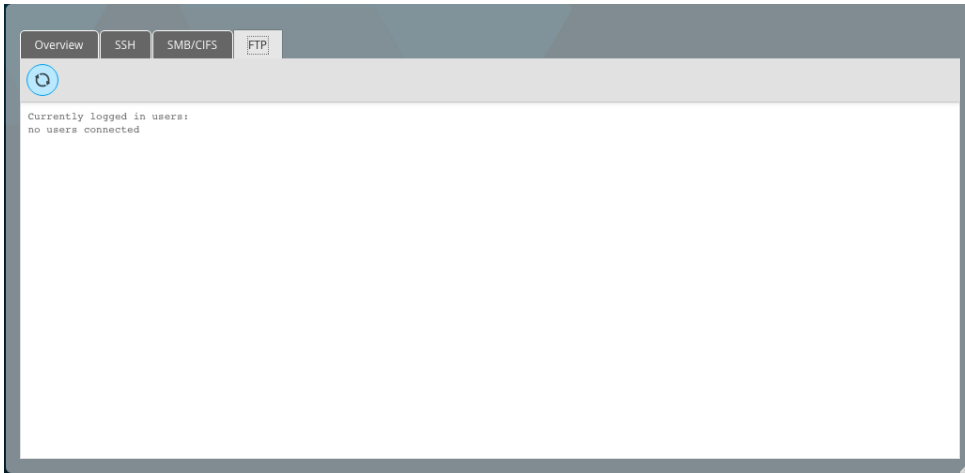 Overview SSH SMB/CIFS FTP
Currently logged in users:
no users connected